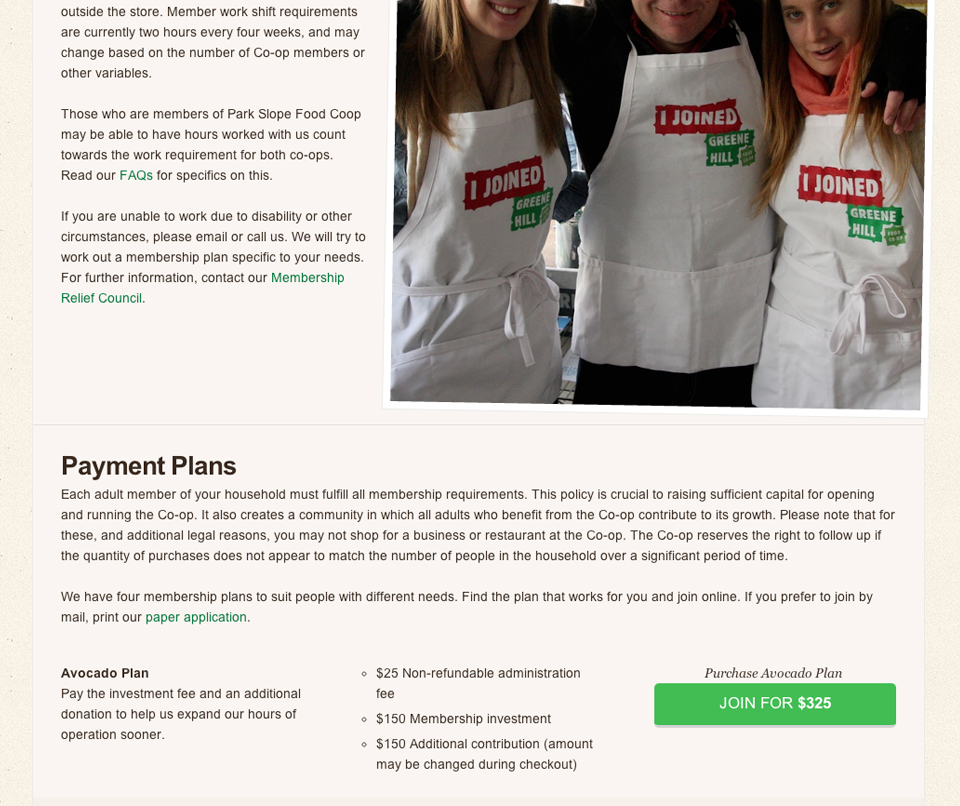 outside the store. Member work shift requirements
are currently two hours every four weeks, and may
change based on the number of Co-op members or
other variables.
Those who are members of Park Slope Food Coop
may be able to have hours worked with us count
towards the work requirement for both co-ops.
Read our FAQs for specifics on this.
If you are unable to work due to disability or other
circumstances, please email or call us. We will try to
work out a membership plan specific to your needs.
For further information, contact our Membership
Relief Council.
I JOINED
GREENE
HILL
I JOINED
GREENE
HILL
I JOINED
GREENE
HILL
FOOD
CO-OP
Payment Plans
Each adult member of your household must fulfill all membership requirements. This policy is crucial to raising sufficient capital for opening
and running the Co-op. It also creates a community in which all adults who benefit from the Co-op contribute to its growth. Please note that for
these, and additional legal reasons, you may not shop for a business or restaurant at the Co-op. The Co-op reserves the right to follow up if
the quantity of purchases does not appear to match the number of people in the household over a significant period of time.
We have four membership plans to suit people with different needs. Find the plan that works for you and join online. If you prefer to join by
mail, print our paper application.
Avocado Plan
Pay the investment fee and an additional
donation to help us expand our hours of
operation sooner.
$25 Non-refundable administration
fee
$150 Membership investment
$150 Additional contribution (amount
may be changed during checkout)
Purchase Avocado Plan
JOIN FOR $325